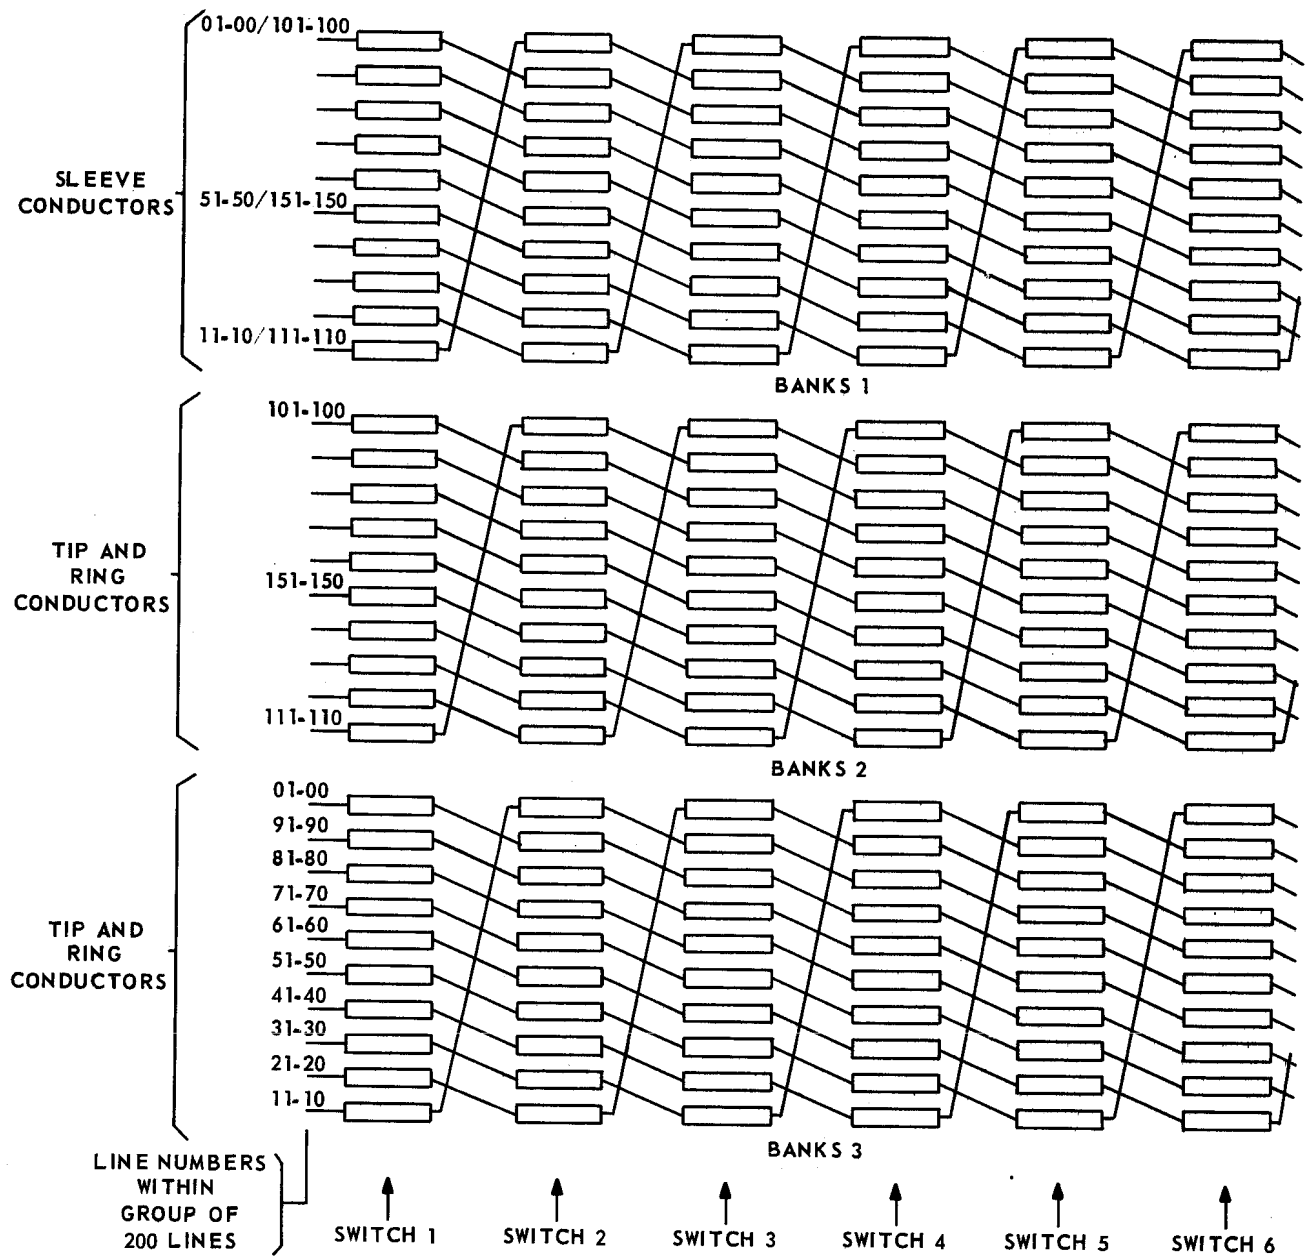 01-00/101-100
SLEEVE
CONDUCTORS
51-50/151-150
11-10/111-110
BANKS 1
101-100
TIP AND
RING
CONDUCTORS
151-150
111-110
BANKS 2
01-00
91-90
81-80
71-70
61-60
TIP AND
RING
CONDUCTORS
51-50
41-40
31-30
21-20
11-10
BANKS 3
LINE NUMBERS
WITHIN
GROUP OF
200 LINES
SWITCH 1
SWITCH 2
SWITCH 3
SWITCH 4
SWITCH 5
SWITCH 6